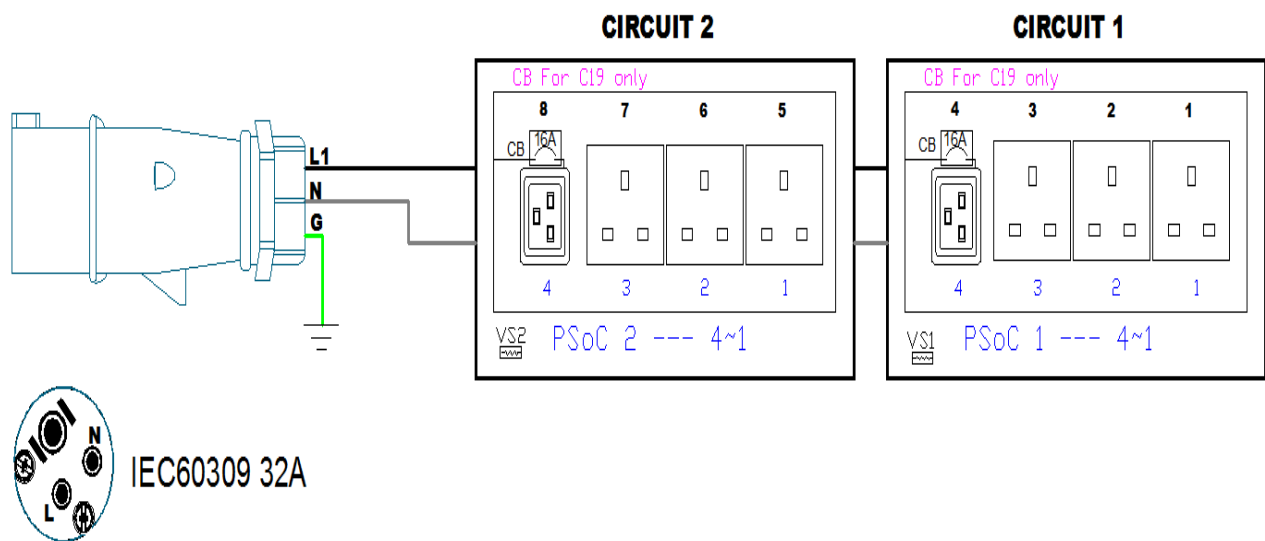 CIRCUIT 2
CIRCUIT 1
CB For C19 only
CB For C19 only
8 7 6 5
4 3 2 1
CB 16A
CB 16A
L1
N
G
4 3 2 1
4 3 2 1
VS2 PSoC 2 --- 4~1
VS1 PSoC 1 --- 4~1
N
L
IEC60309 32A